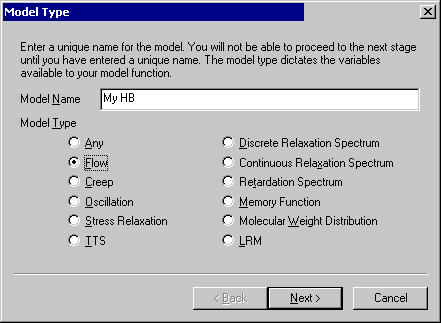 Model Type
Enter a unique name for the model. You will not be able to proceed to the next stage
until you have entered a unique name. The model type dictates the variables
available to your model function.
Model Name My HB
Model Type
Any Discrete Relaxation Spectrum
Flow Continuous Relaxation Spectrum
Creep Retardation Spectrum
Oscillation Memory Function
Stress Relaxation Molecular Weight Distribution
TTS LRM
< Back Next > Cancel